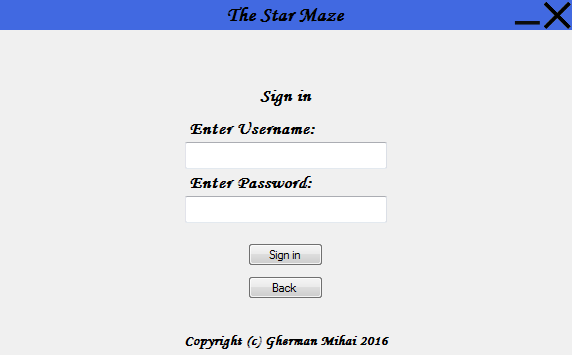 The Star Maze
Sign in
Enter Username:
Enter Password:
Sign in
Back
Copyright (c) Gherman Mihai 2016